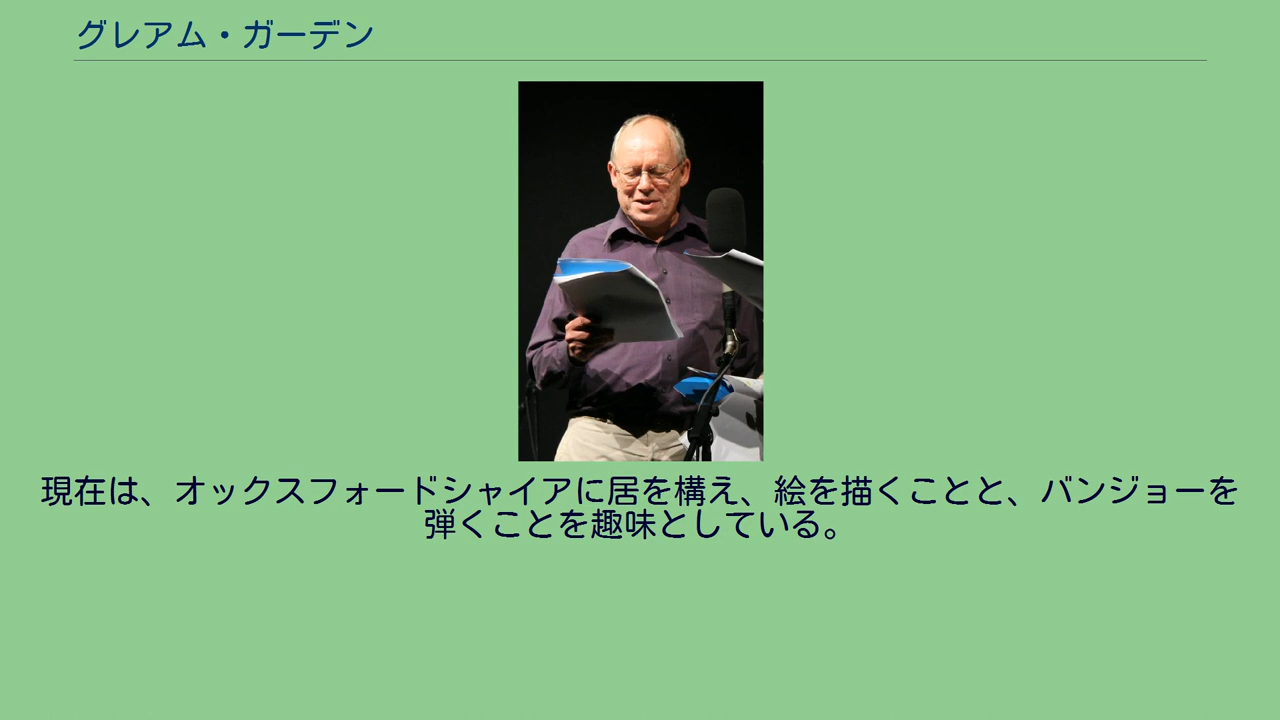 グレアム・ガーデン
現在は、オックスフォードシャイアに居を構え、絵を描くことと、バンジョーを
弾くことを趣味としている。